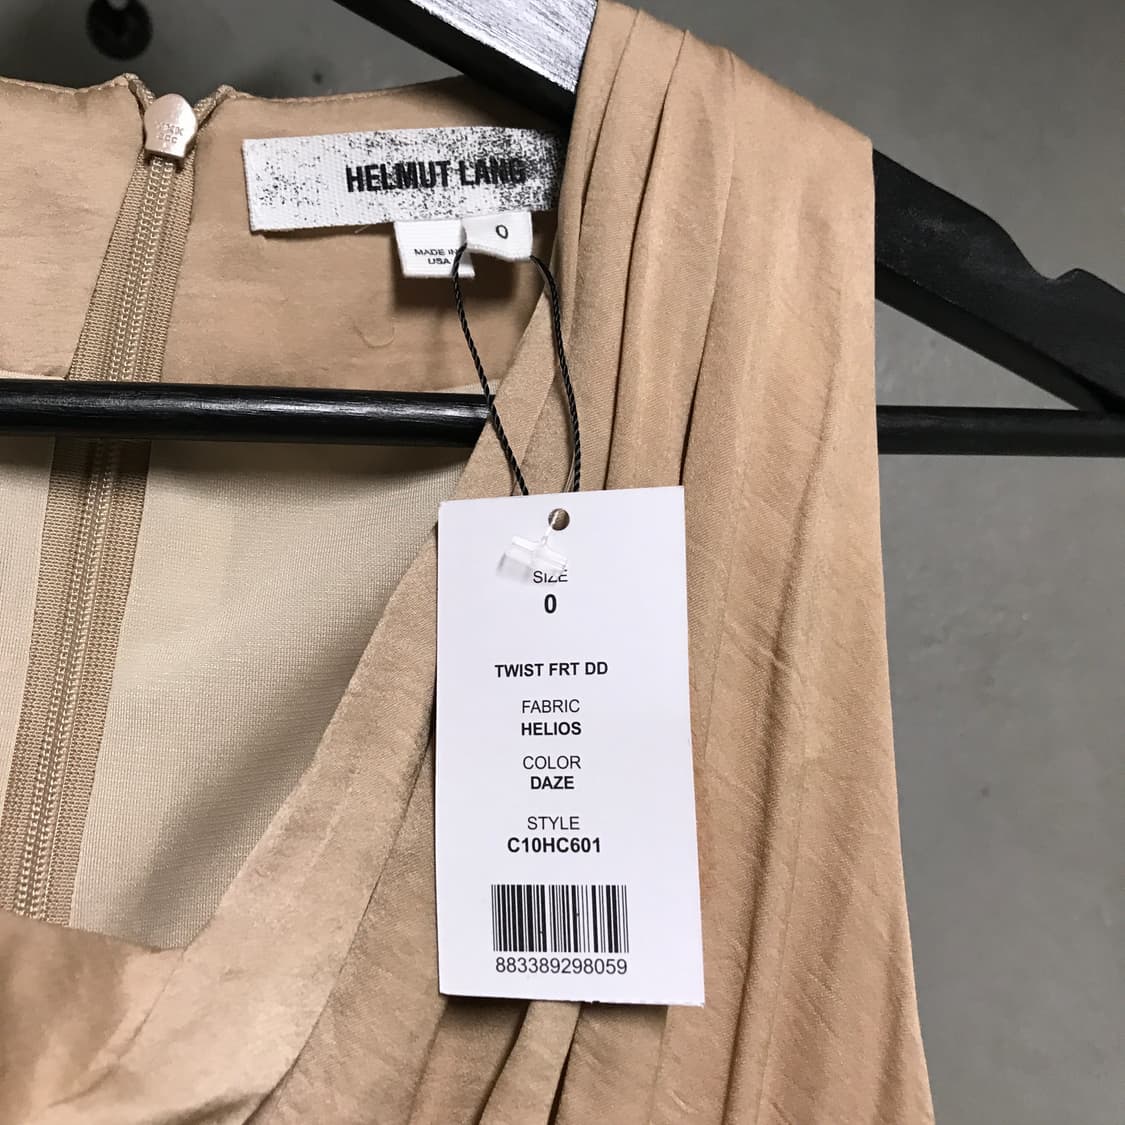 HELMUT LANG
0
MADE IN
USA
SIZE
0
TWIST FRT DD
FABRIC
HELIOS
COLOR
DAZE
STYLE
C10HC601
883389298059